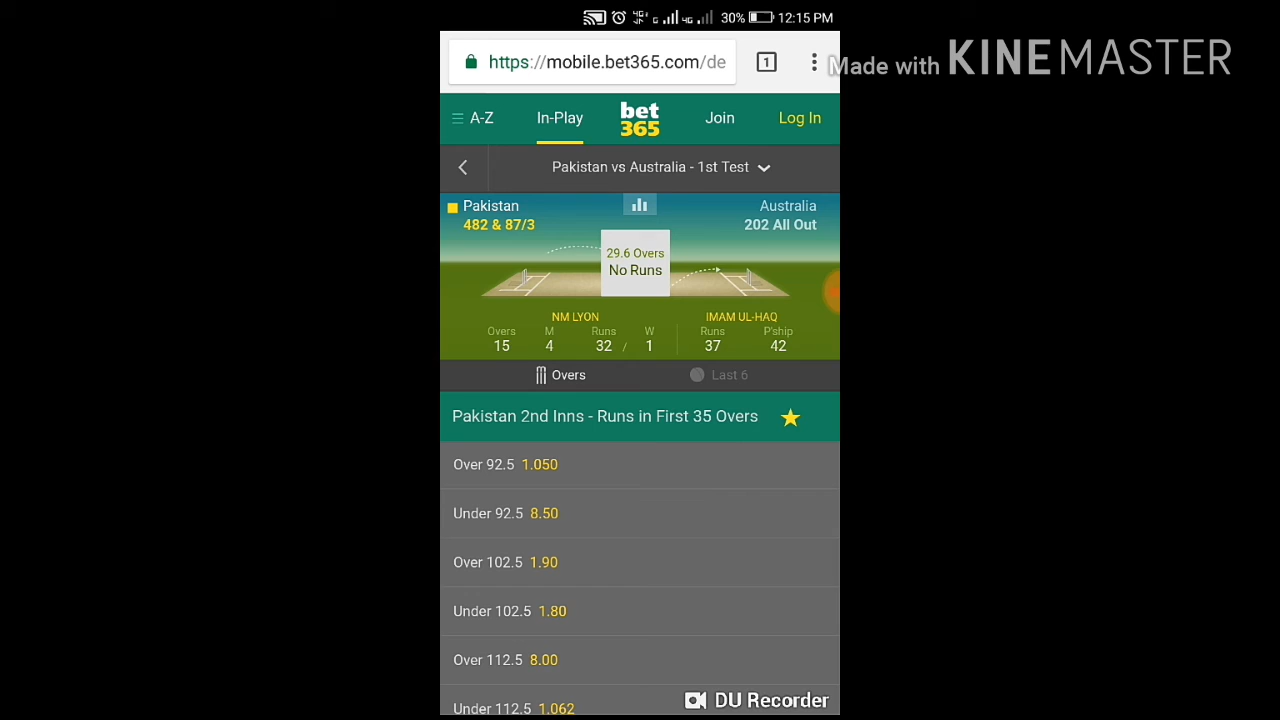 30% 12:15 PM
https://mobile.bet365.com/de 1
Made with KINEMASTER
A-Z In-Play bet365 Join Log In
Pakistan vs Australia - 1st Test
Pakistan Australia
482 & 87/3 202 All Out
29.6 Overs
No Runs
NM LYON IMAM UL-HAQ
Overs M Runs W Runs P'ship
15 4 32 / 1 37 42
Overs Last 6
Pakistan 2nd Inns - Runs in First 35 Overs
Over 92.5 1.050
Under 92.5 8.50
Over 102.5 1.90
Under 102.5 1.80
Over 112.5 8.00
Under 112.5 1.062
DU Recorder